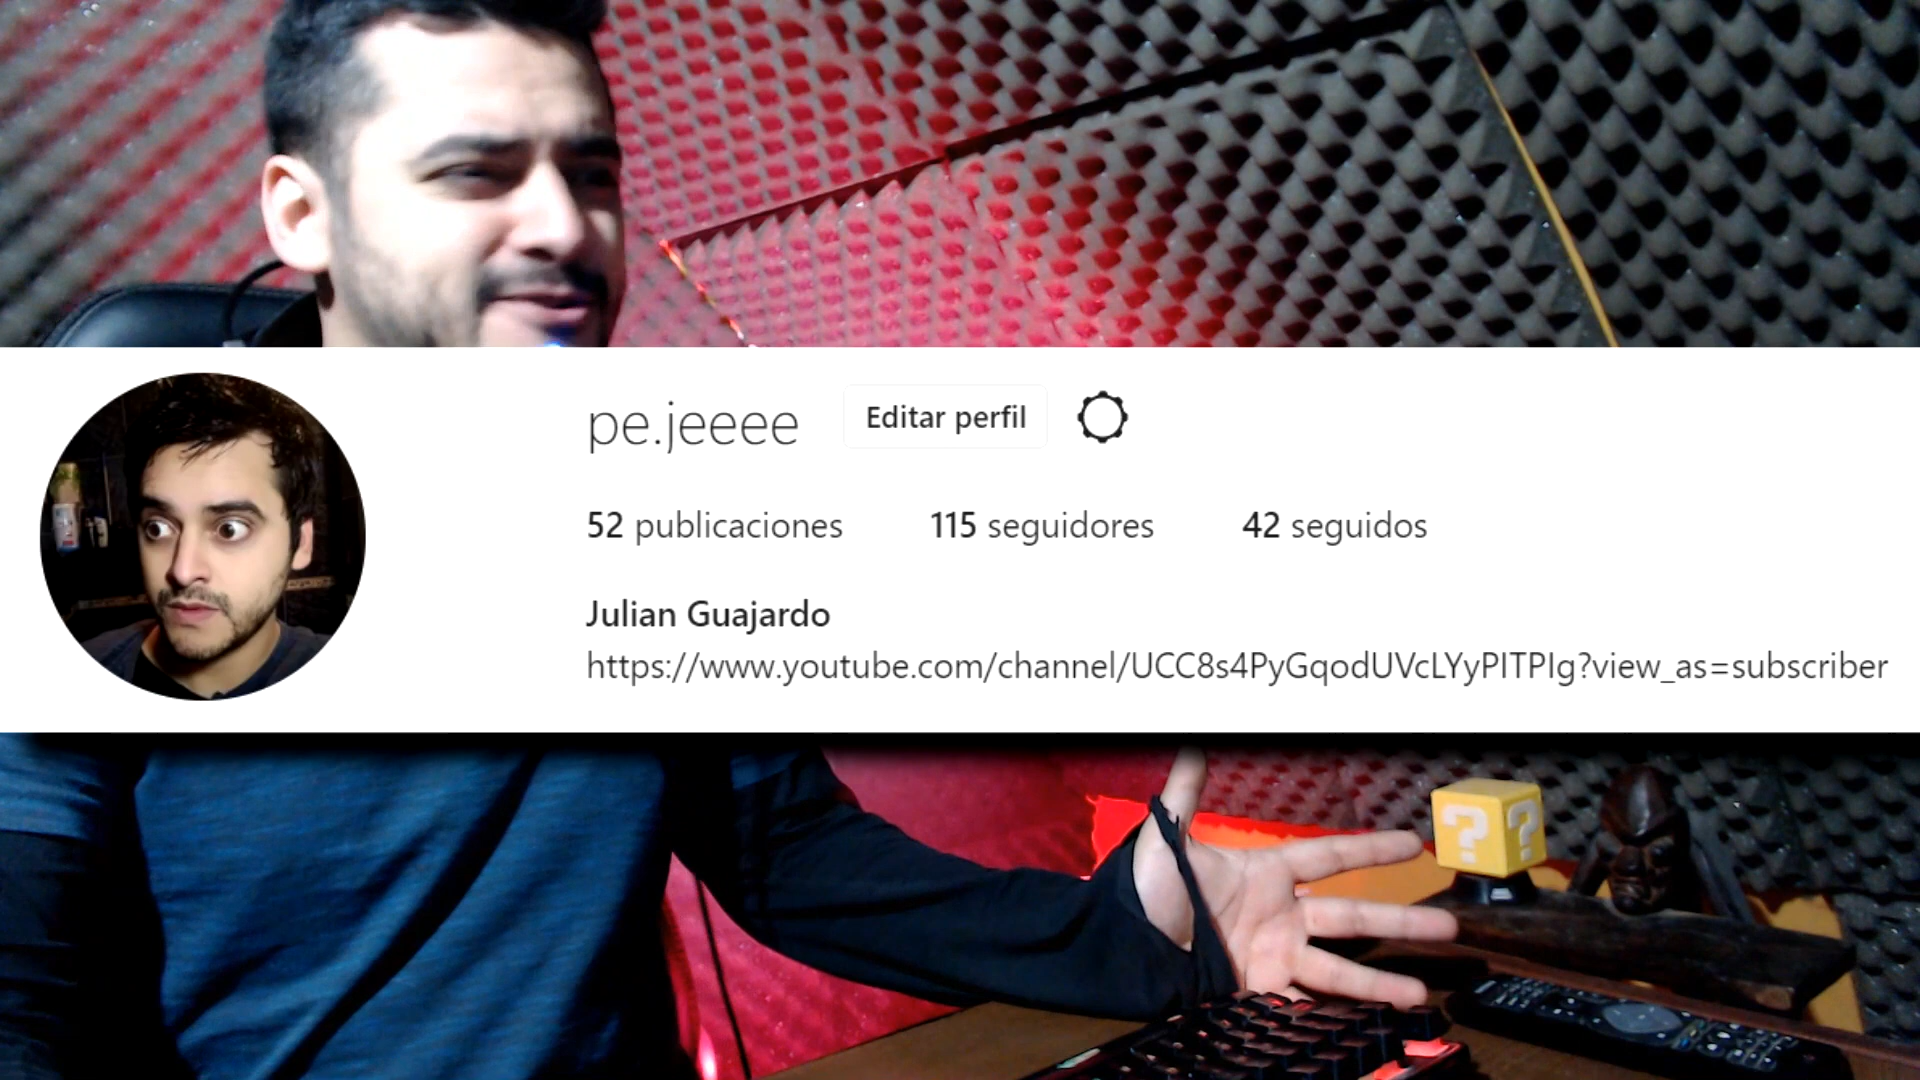 pe.jeeee Editar perfil
52 publicaciones 115 seguidores 42 seguidos
Julian Guajardo
https://www.youtube.com/channel/UCC8s4PyGqodUVcLYyPITPIg?view_as=subscriber
? ?